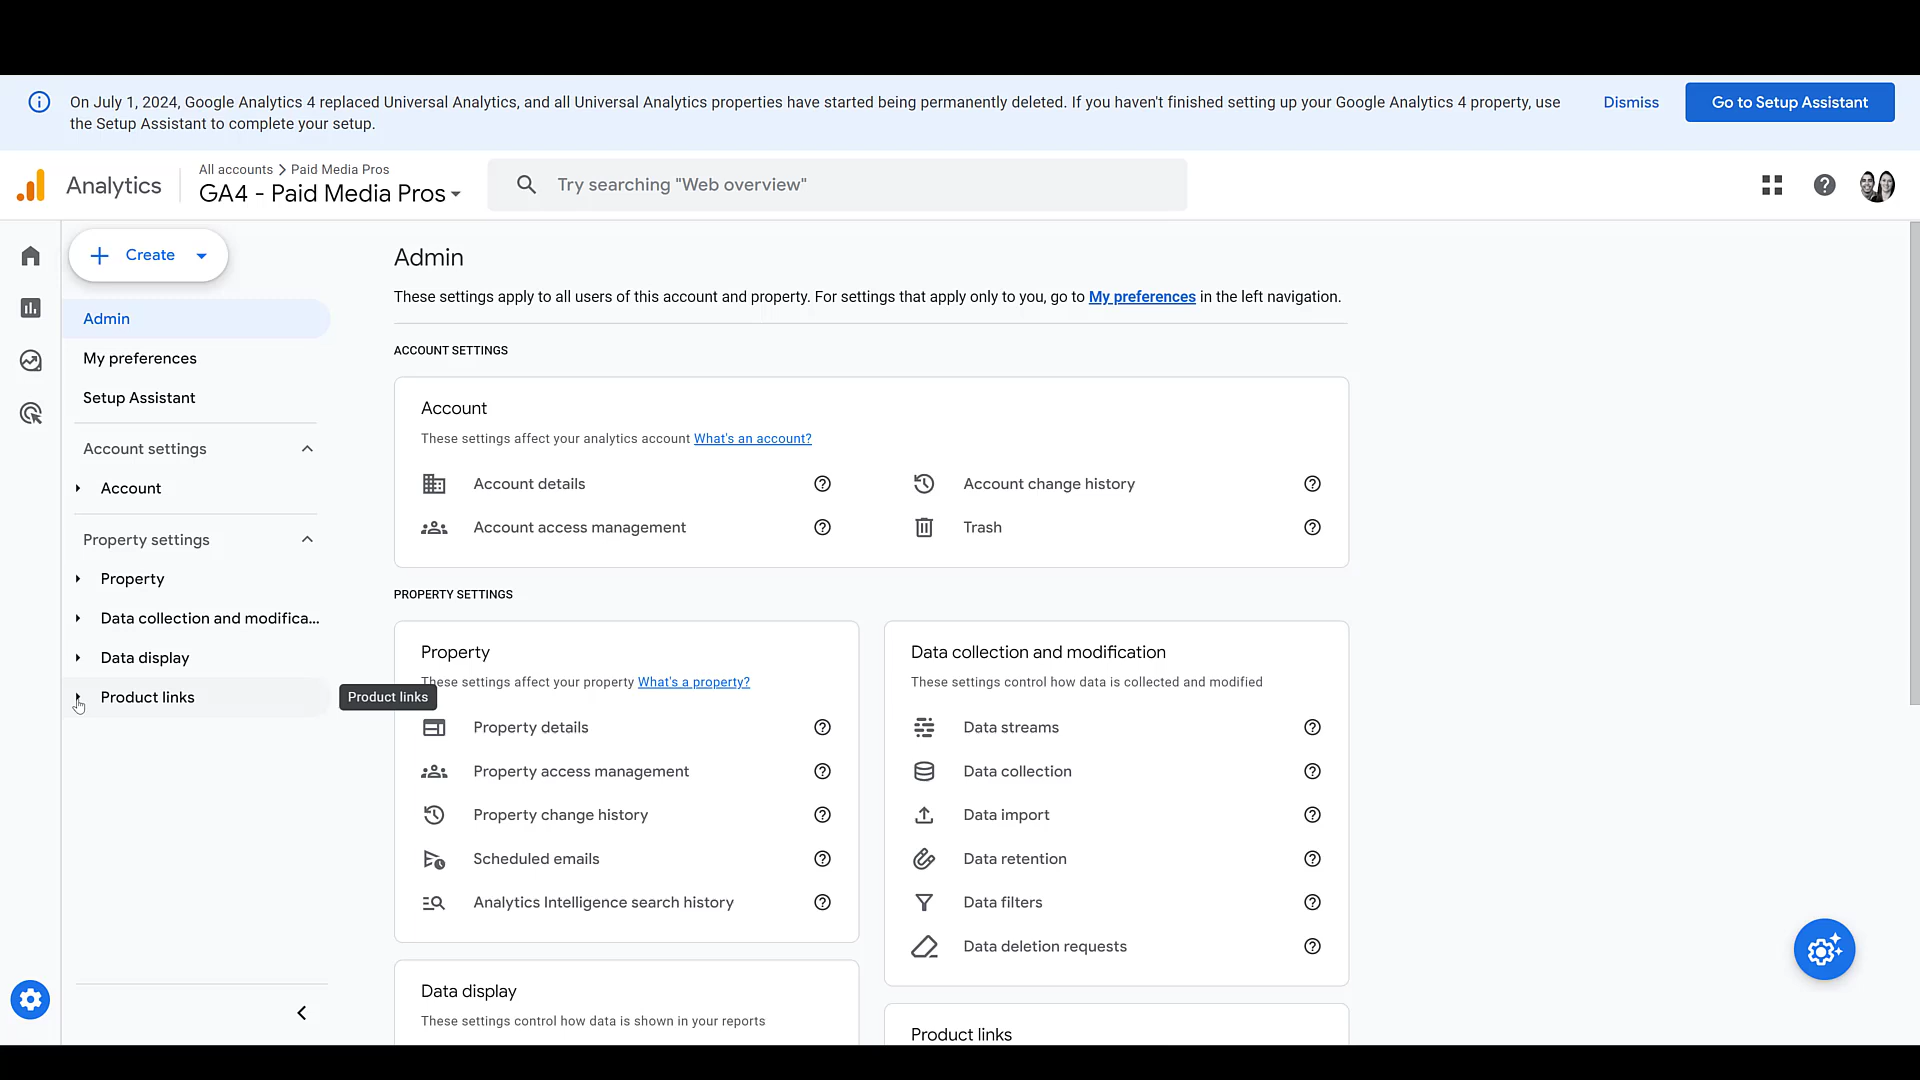 On July 1, 2024, Google Analytics 4 replaced Universal Analytics, and all Universal Analytics properties have started being permanently deleted. If you haven't finished setting up your Google Analytics 4 property, use
the Setup Assistant to complete your setup.
Dismiss
Go to Setup Assistant
Analytics
All accounts > Paid Media Pros
GA4 - Paid Media Pros
Try searching "Web overview"
Create
Admin
My preferences
Setup Assistant
Account settings
Account
Property settings
Property
Data collection and modifica...
Data display
Product links
Product links
Admin
These settings apply to all users of this account and property. For settings that apply only to you, go to My preferences in the left navigation.
ACCOUNT SETTINGS
Account
These settings affect your analytics account What's an account?
Account details
Account change history
Account access management
Trash
PROPERTY SETTINGS
Property
These settings affect your property What's a property?
Property details
Property access management
Property change history
Scheduled emails
Analytics Intelligence search history
Data collection and modification
These settings control how data is collected and modified
Data streams
Data collection
Data import
Data retention
Data filters
Data deletion requests
Data display
These settings control how data is shown in your reports
Product links